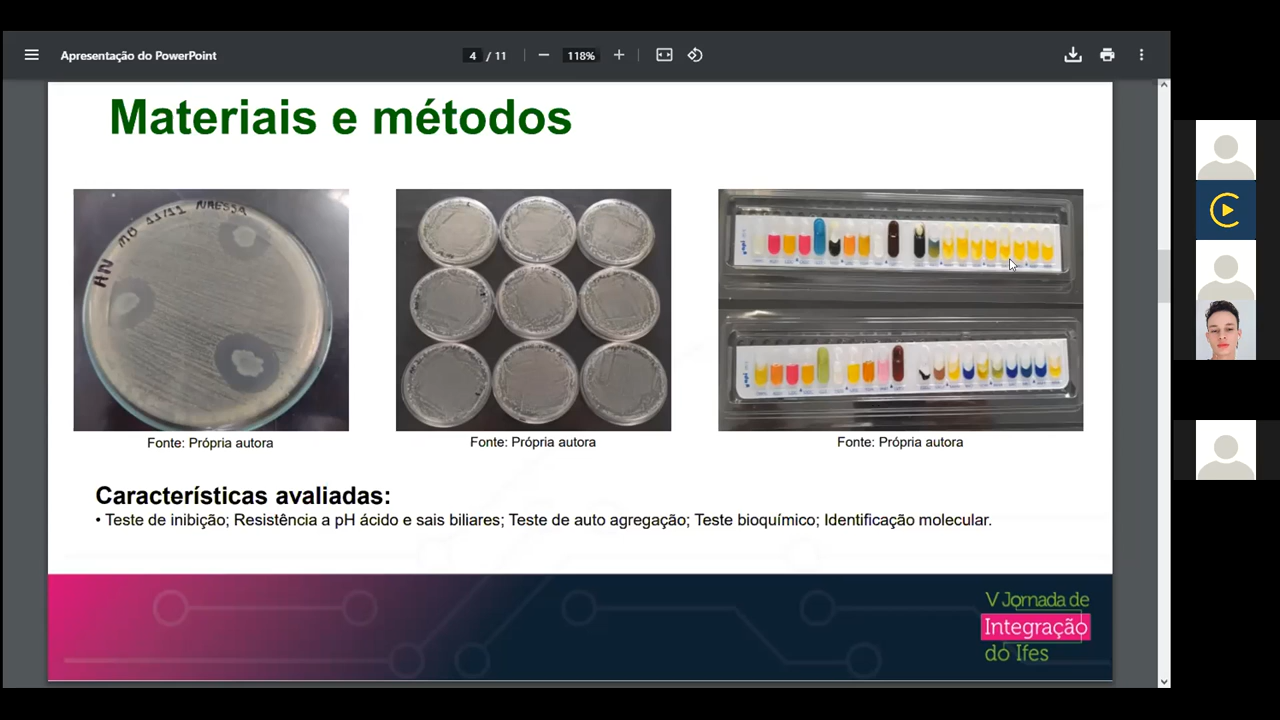 Apresentação do PowerPoint
4 / 11
118%
Materiais e métodos
Fonte: Própria autora
Fonte: Própria autora
Fonte: Própria autora
Características avaliadas:
• Teste de inibição; Resistência a pH ácido e sais biliares; Teste de auto agregação; Teste bioquímico; Identificação molecular.
V Jornada de
Integração
do Ifes